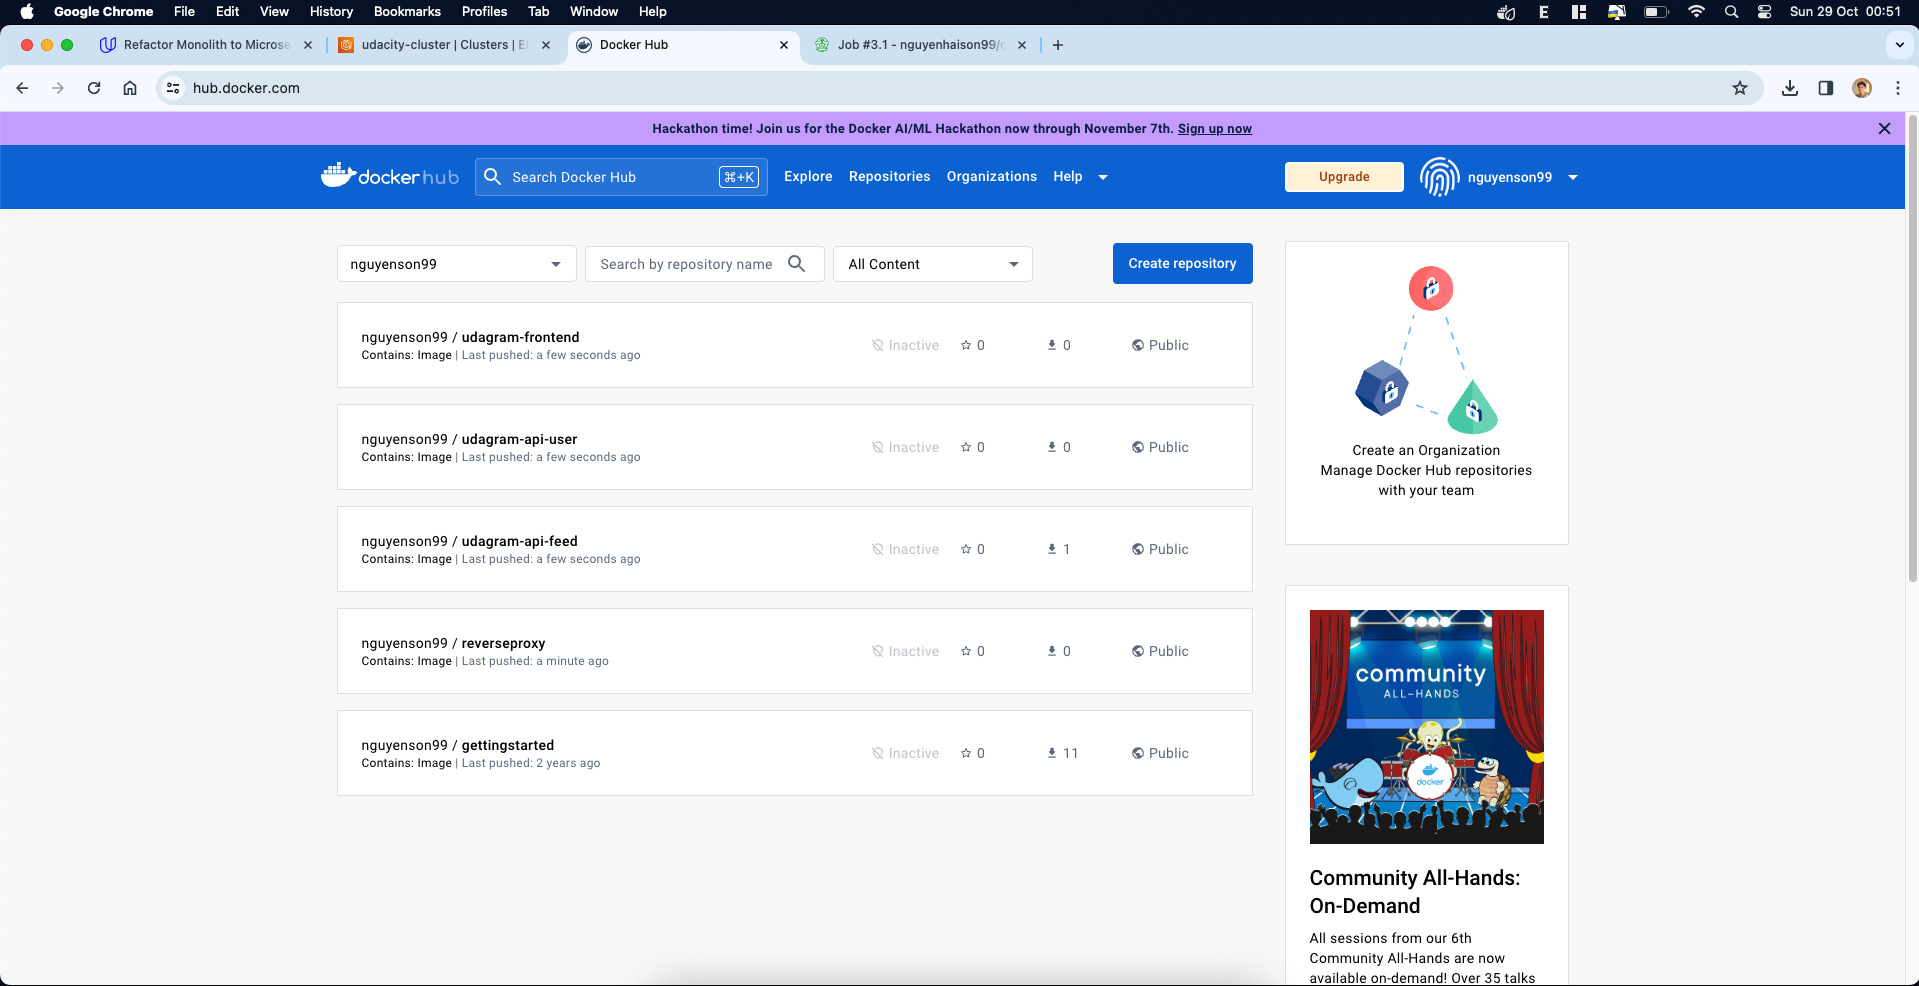 Google Chrome File Edit View History Bookmarks Profiles Tab Window Help E Sun 29 Oct 00:51
Refactor Monolith to Microse udacity-cluster | Clusters | El Docker Hub Job #3.1 - nguyenhaison99/
hub.docker.com
Hackathon time! Join us for the Docker AI/ML Hackathon now through November 7th. Sign up now
docker hub Search Docker Hub ⌘+K Explore Repositories Organizations Help Upgrade nguyenson99
nguyenson99 Search by repository name All Content Create repository
nguyenson99 / udagram-frontend
Contains: Image | Last pushed: a few seconds ago
Inactive 0 0 Public
nguyenson99 / udagram-api-user
Contains: Image | Last pushed: a few seconds ago
Inactive 0 0 Public
nguyenson99 / udagram-api-feed
Contains: Image | Last pushed: a few seconds ago
Inactive 0 1 Public
nguyenson99 / reverseproxy
Contains: Image | Last pushed: a minute ago
Inactive 0 0 Public
nguyenson99 / gettingstarted
Contains: Image | Last pushed: 2 years ago
Inactive 0 11 Public
Create an Organization
Manage Docker Hub repositories
with your team
community
ALL-HANDS
docker
Community All-Hands:
On-Demand
All sessions from our 6th
Community All-Hands are now
available on-demand! Over 35 talks